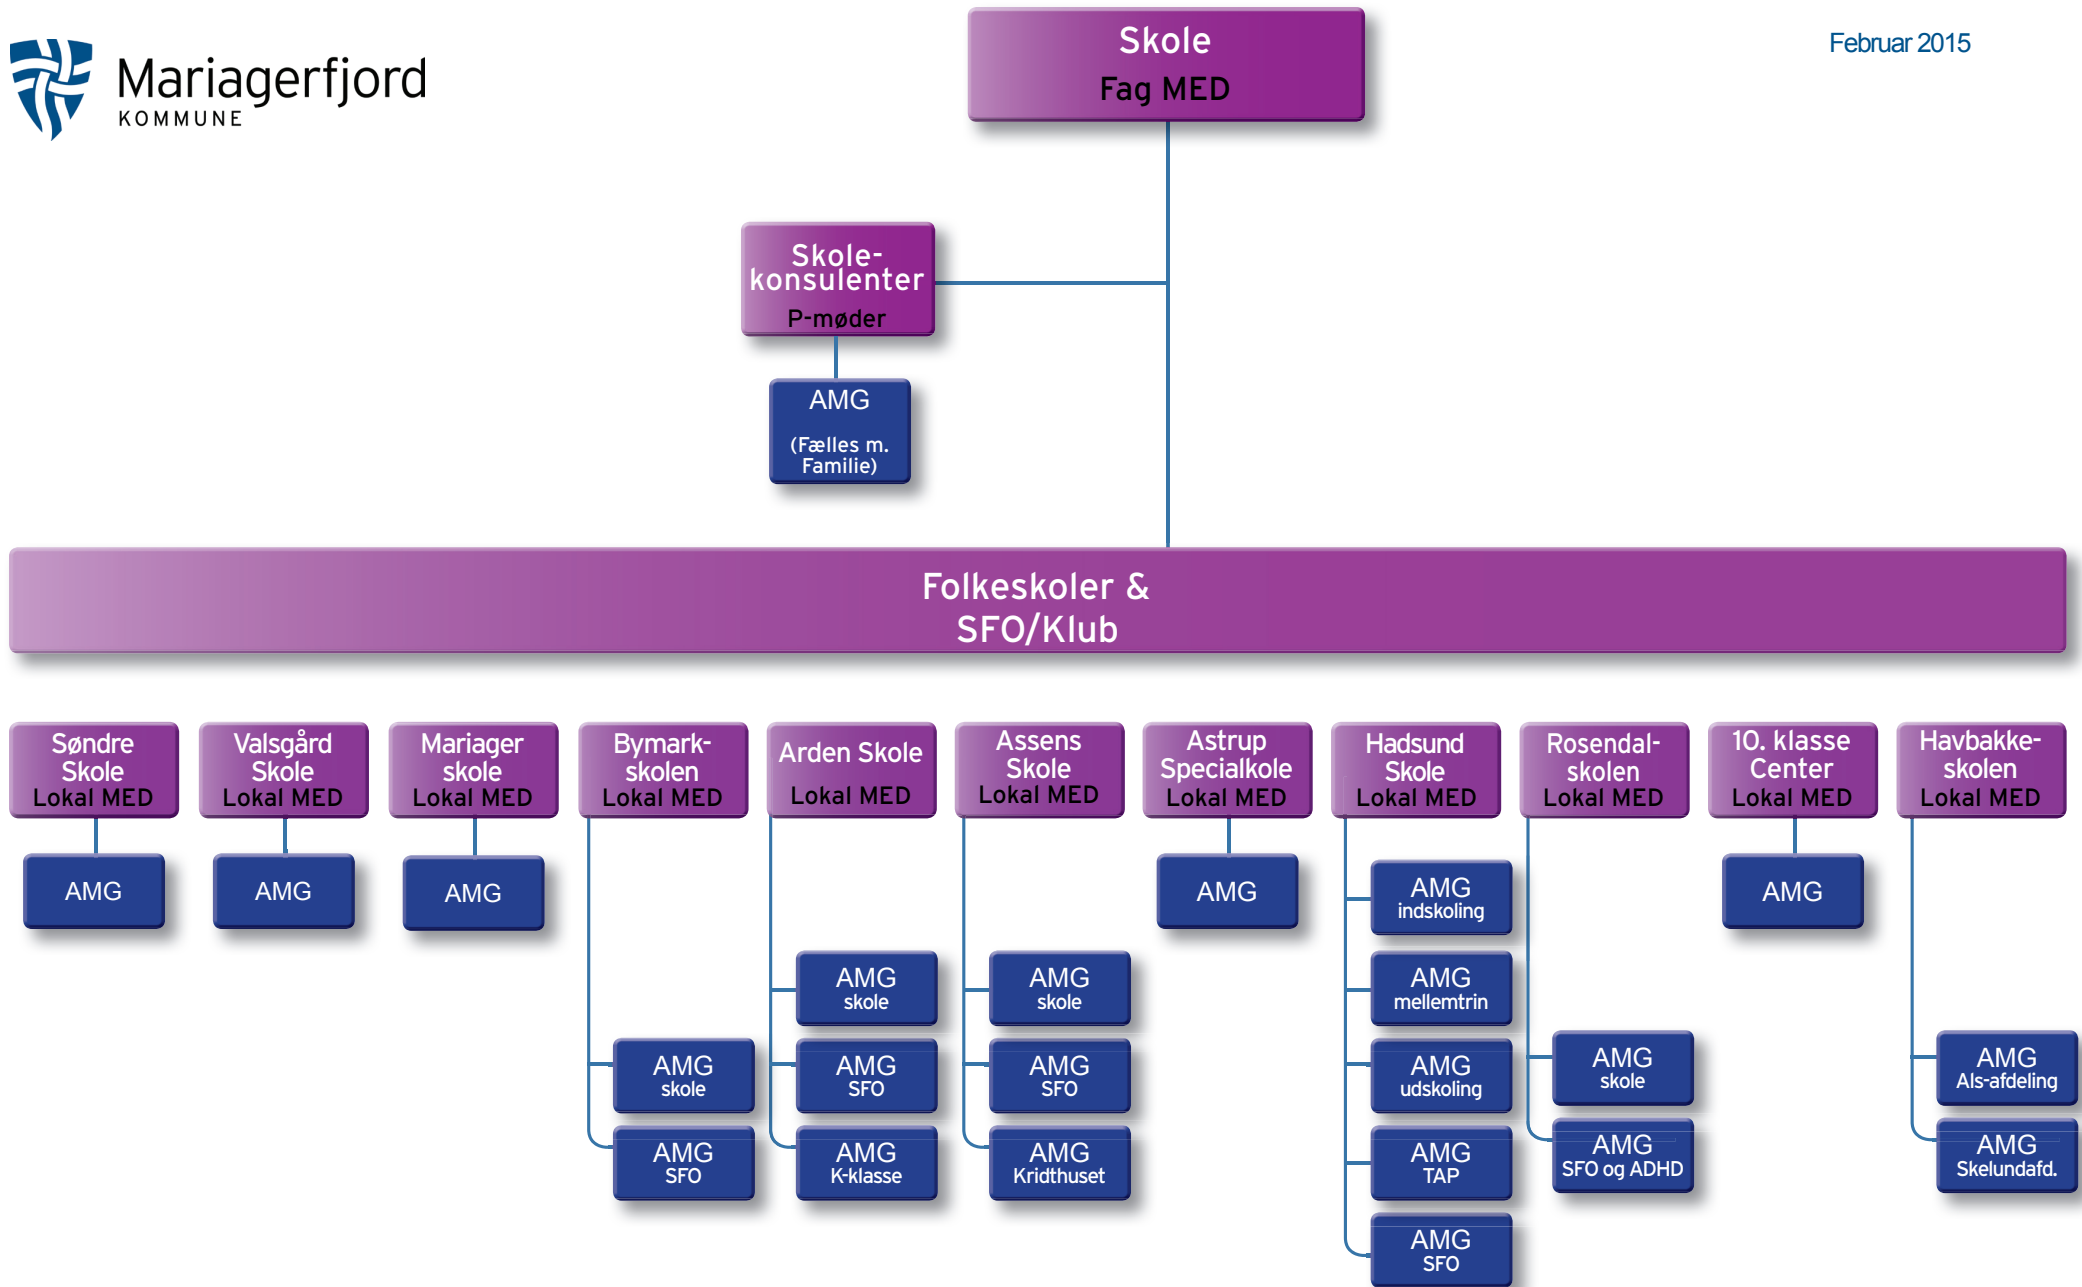 Mariagerfjord
KOMMUNE
Skole
Fag MED
Februar 2015
Skole-
konsulenter
P-møder
AMG
(Fælles m.
Familie)
Folkeskoler &
SFO/Klub
Søndre
Skole
Lokal MED
AMG
Valsgård
Skole
Lokal MED
AMG
Mariager
skole
Lokal MED
AMG
Bymark-
skolen
Lokal MED
AMG
skole
AMG
SFO
Arden Skole
Lokal MED
AMG
skole
AMG
SFO
AMG
K-klasse
Assens
Skole
Lokal MED
AMG
skole
AMG
SFO
AMG
Kridthuset
Astrup
Specialkole
Lokal MED
AMG
Hadsund
Skole
Lokal MED
AMG
indskoling
AMG
mellemtrin
AMG
udskoling
AMG
TAP
AMG
SFO
Rosendal-
skolen
Lokal MED
AMG
skole
AMG
SFO og ADHD
10. klasse
Center
Lokal MED
AMG
Havbakke-
skolen
Lokal MED
AMG
Als-afdeling
AMG
Skelundafd.